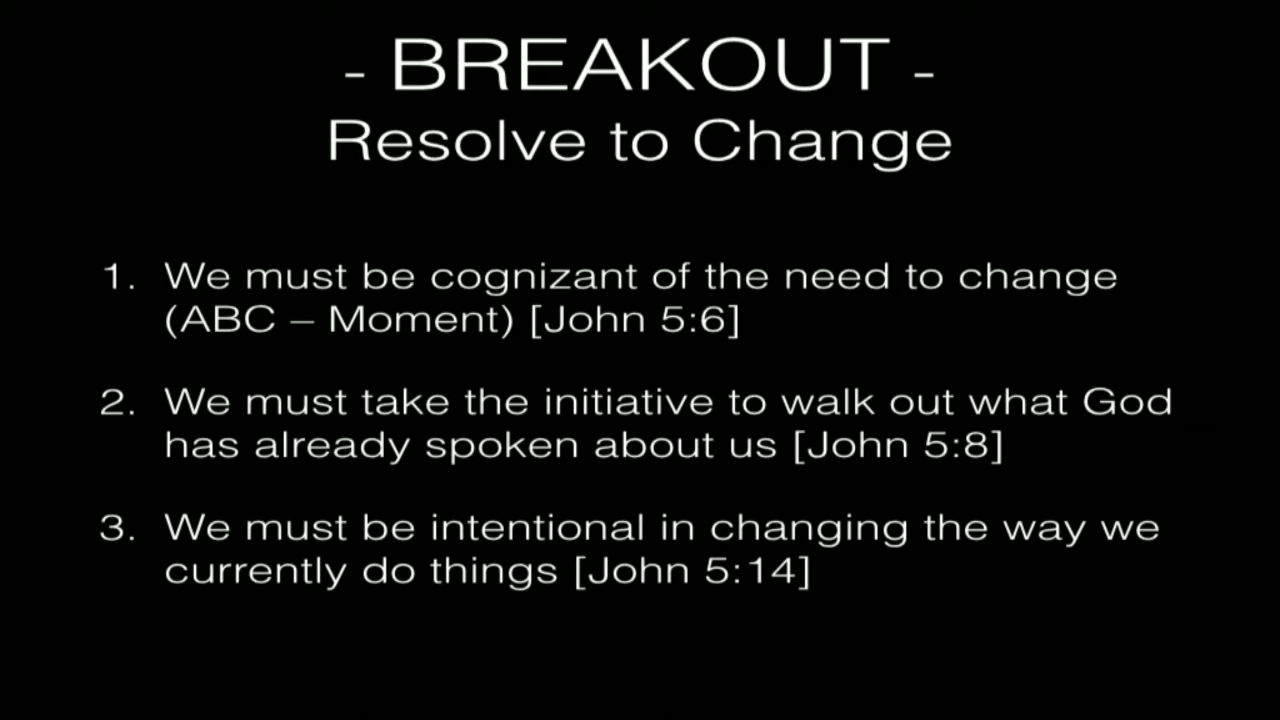 - BREAKOUT -
Resolve to Change
1. We must be cognizant of the need to change
(ABC – Moment) [John 5:6]
2. We must take the initiative to walk out what God
has already spoken about us [John 5:8]
3. We must be intentional in changing the way we
currently do things [John 5:14]